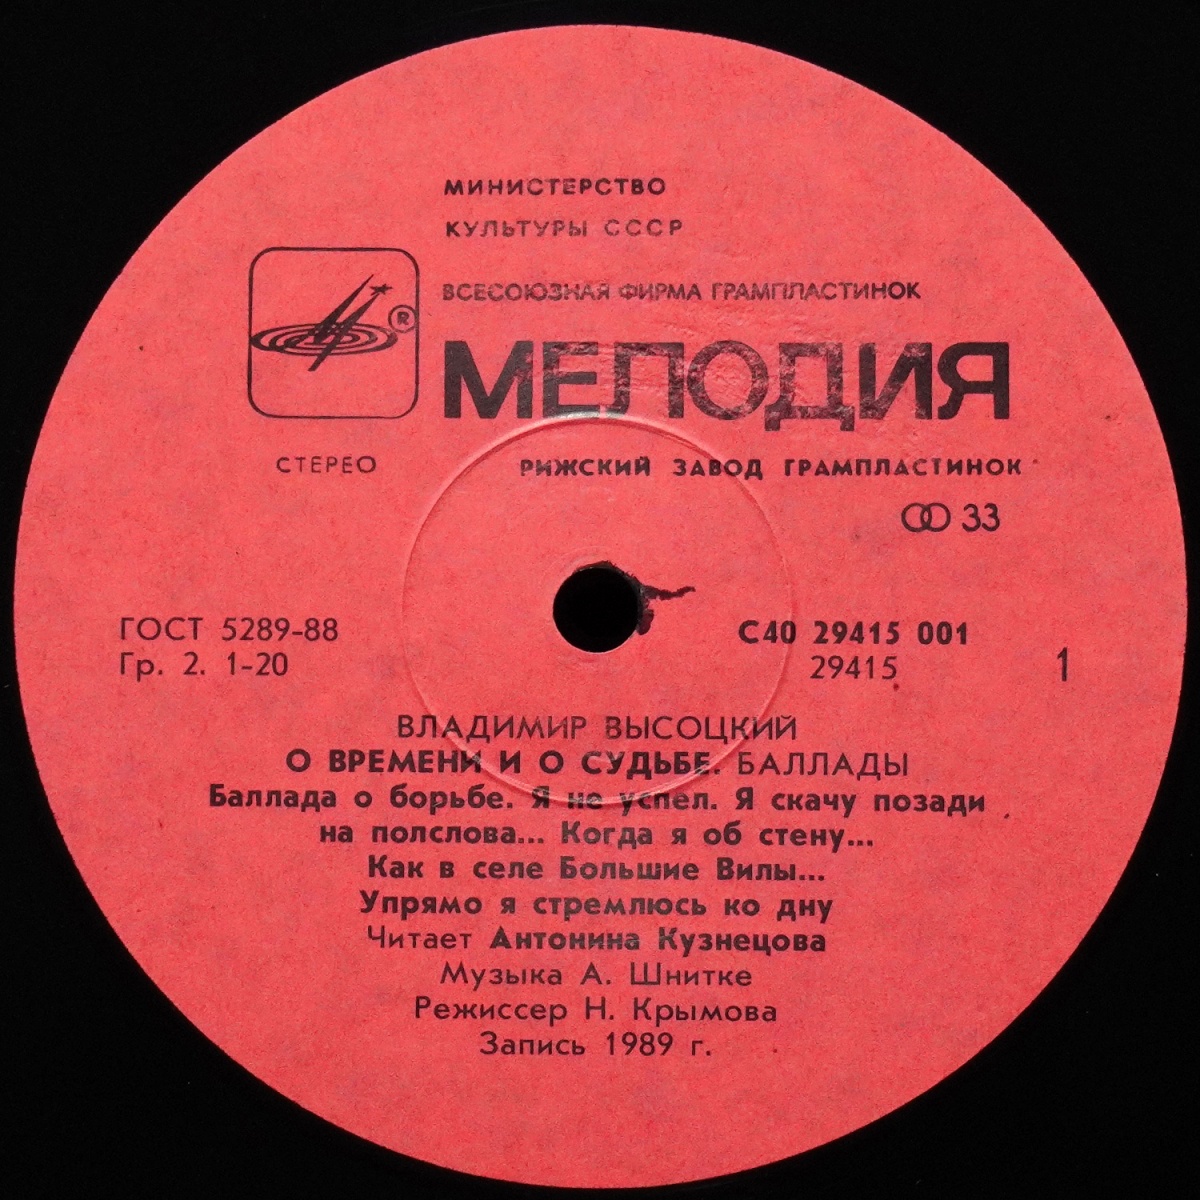 МИНИСТЕРСТВО
КУЛЬТУРЫ СССР
ВСЕСОЮЗНАЯ ФИРМА ГРАМПЛАСТИНОК
®
МЕЛОДИЯ
СТЕРЕО
РИЖСКИЙ ЗАВОД ГРАМПЛАСТИНОК
33
ГОСТ 5289-88
Гр. 2. 1-20
С40 29415 001
29415
1
ВЛАДИМИР ВЫСОЦКИЙ
О ВРЕМЕНИ И О СУДЬБЕ. БАЛЛАДЫ
Баллада о борьбе. Я не успел. Я скачу позади
на полслова... Когда я об стену...
Как в селе Большие Вилы...
Упрямо я стремлюсь ко дну
Читает Антонина Кузнецова
Музыка А. Шнитке
Режиссер Н. Крымова
Запись 1989 г.